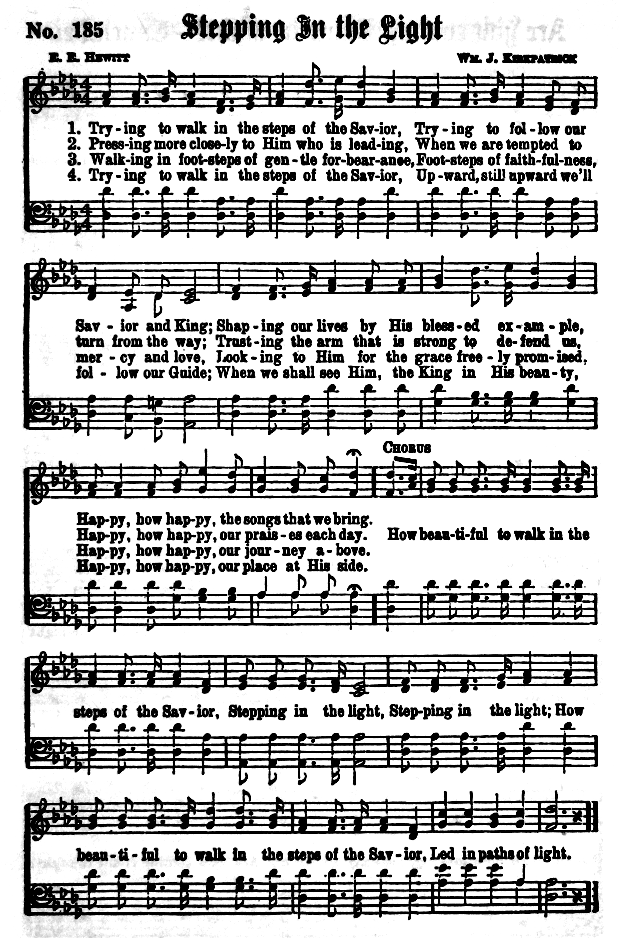 No. 185 Stepping In the Light
E. E. HEWITT WM. J. KIRKPATRICK
1. Try-ing to walk in the steps of the Sav-ior, Try-ing to fol-low our
2. Press-ing more close-ly to Him who is lead-ing, When we are tempted to
3. Walk-ing in foot-steps of gen-tle for-bear-ance, Foot-steps of faith-ful-ness,
4. Try-ing to walk in the steps of the Sav-ior, Up-ward, still upward we'll
Sav-ior and King; Shap-ing our lives by His bless-ed ex-am-ple,
turn from the way; Trust-ing the arm that is strong to de-fend us,
mer-cy and love, Look-ing to Him for the grace free-ly prom-ised,
fol-low our Guide; When we shall see Him, the King in His beau-ty,
CHORUS
Hap-py, how hap-py, the songs that we bring.
Hap-py, how hap-py, our prais-es each day. How beau-ti-ful to walk in the
Hap-py, how hap-py, our jour-ney a-bove.
Hap-py, how hap-py, our place at His side.
steps of the Sav-ior, Stepping in the light, Step-ping in the light; How
beau-ti-ful to walk in the steps of the Sav-ior, Led in paths of light.